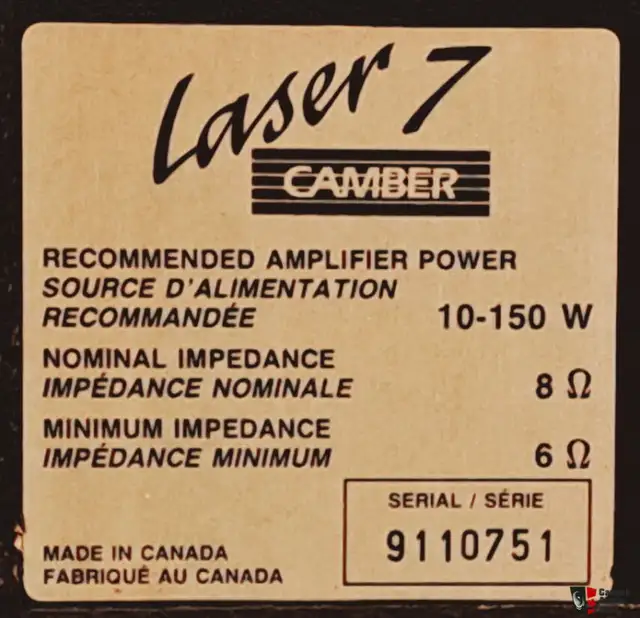 Laser 7
CAMBER
RECOMMENDED AMPLIFIER POWER
SOURCE D'ALIMENTATION
RECOMMANDÉE 10-150 W
NOMINAL IMPEDANCE
IMPÉDANCE NOMINALE 8 Ω
MINIMUM IMPEDANCE
IMPÉDANCE MINIMUM 6 Ω
SERIAL / SÉRIE
9110751
MADE IN CANADA
FABRIQUÉ AU CANADA